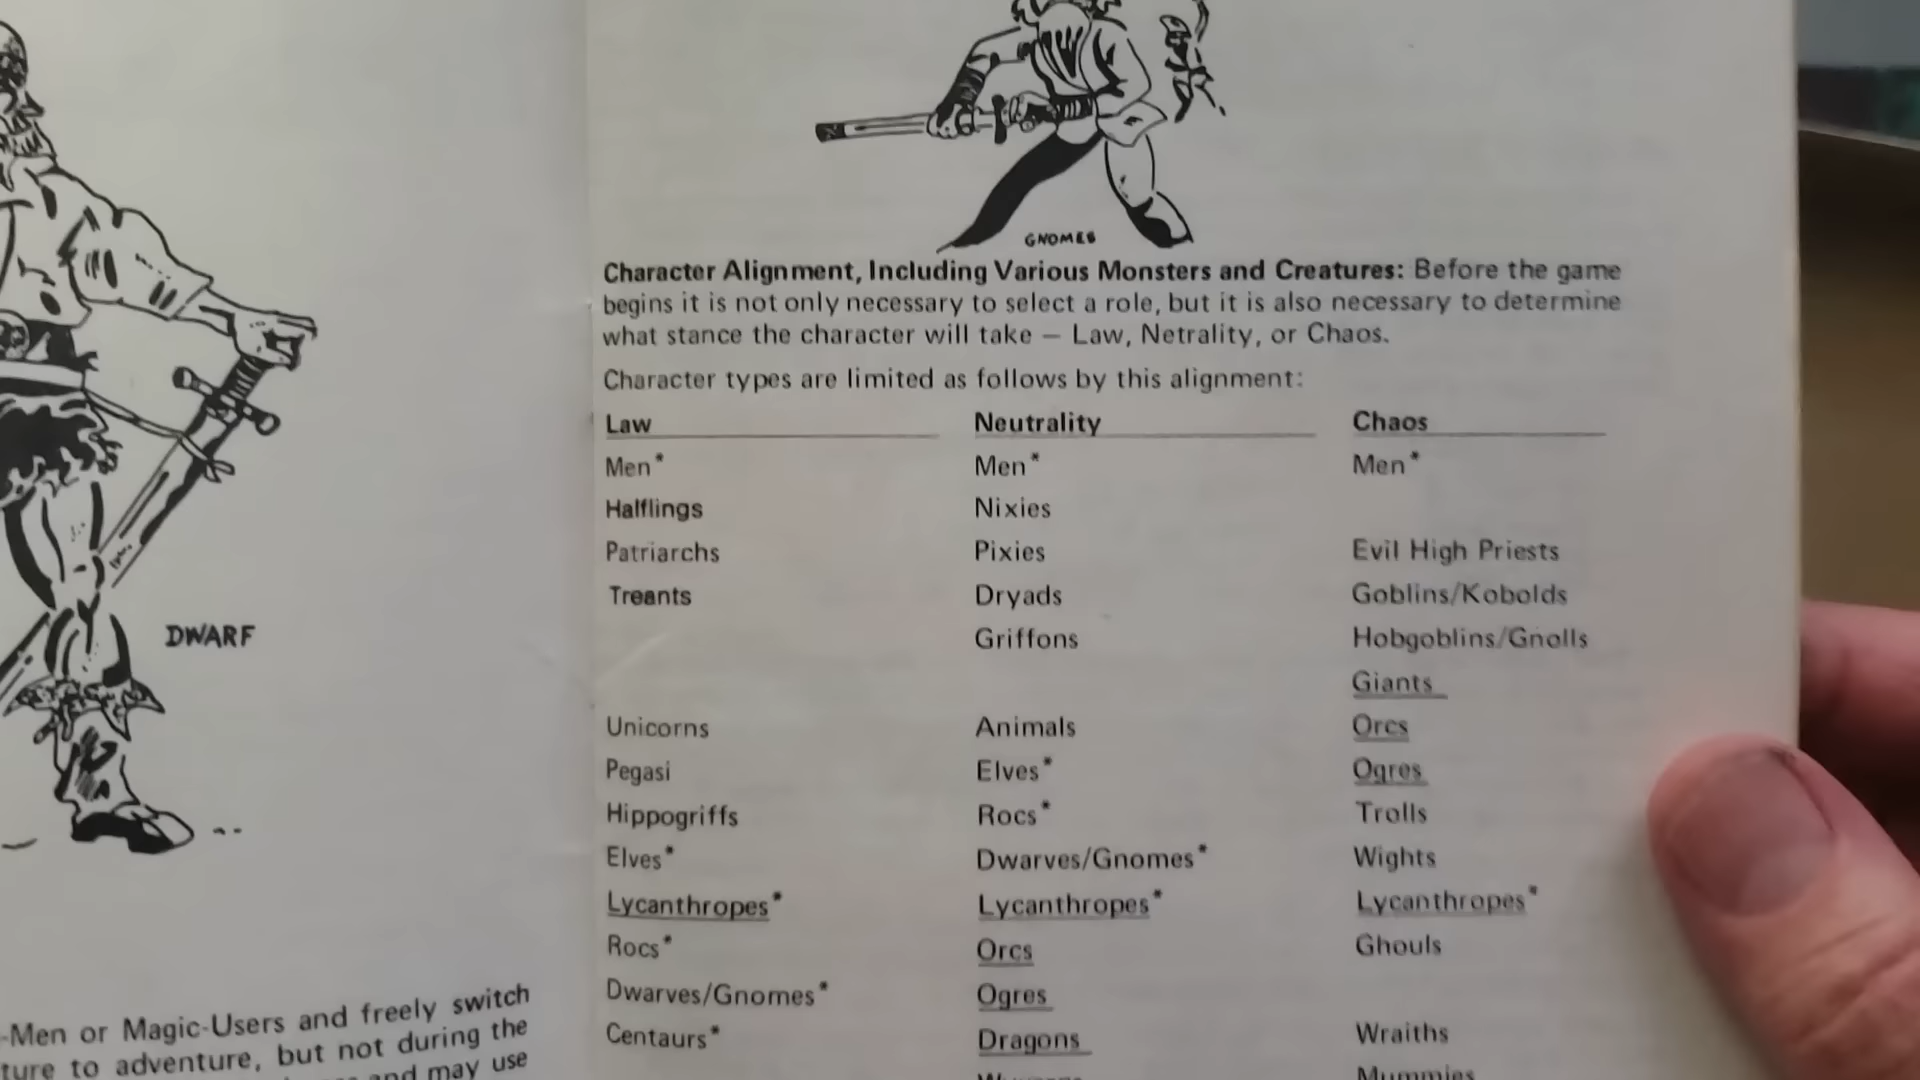 DWARF
-Men or Magic-Users and freely switch
ture to adventure, but not during the
and may use
GNOMES
Character Alignment, Including Various Monsters and Creatures: Before the game
begins it is not only necessary to select a role, but it is also necessary to determine
what stance the character will take — Law, Netrality, or Chaos.
Character types are limited as follows by this alignment:
Law Neutrality Chaos
Men* Men* Men*
Halflings Nixies
Patriarchs Pixies Evil High Priests
Treants Dryads Goblins/Kobolds
Griffons Hobgoblins/Gnolls
Giants
Unicorns Animals Orcs
Pegasi Elves* Ogres
Hippogriffs Rocs* Trolls
Elves* Dwarves/Gnomes* Wights
Lycanthropes* Lycanthropes* Lycanthropes*
Rocs* Orcs Ghouls
Dwarves/Gnomes* Ogres
Centaurs* Dragons Wraiths
Mummies